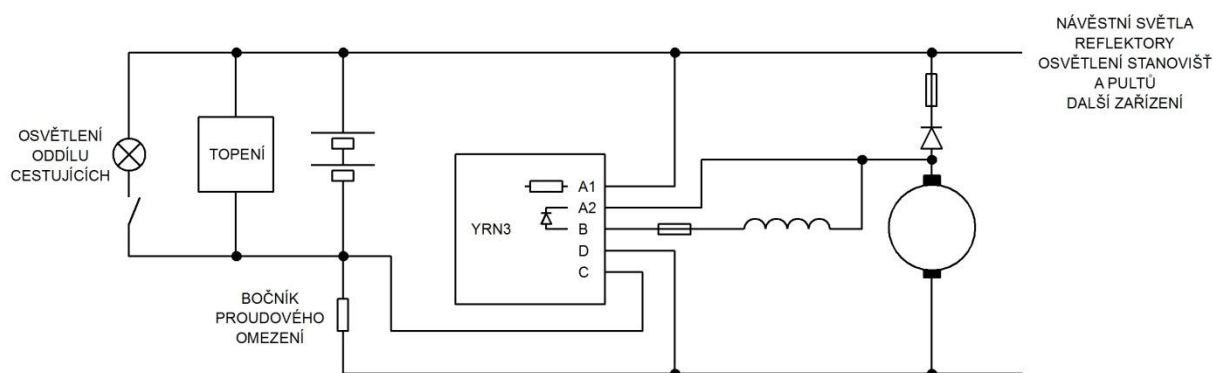 NÁVĚSTNÍ SVĚTLA
REFLEKTORY
OSVĚTLENÍ STANOVIŠŤ
A PULTŮ
DALŠÍ ZAŘÍZENÍ
OSVĚTLENÍ
ODDÍLU
CESTUJÍCÍCH
TOPENÍ
YRN3
A1
A2
B
D
C
BOČNÍK
PROUDOVÉHO
OMEZENÍ